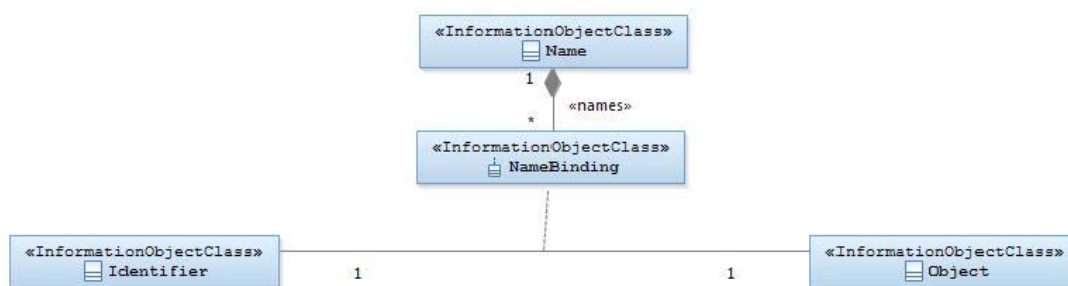 «InformationObjectClass»
Name
1
«names»
*
«InformationObjectClass»
NameBinding
«InformationObjectClass»
Identifier
1
1
«InformationObjectClass»
Object